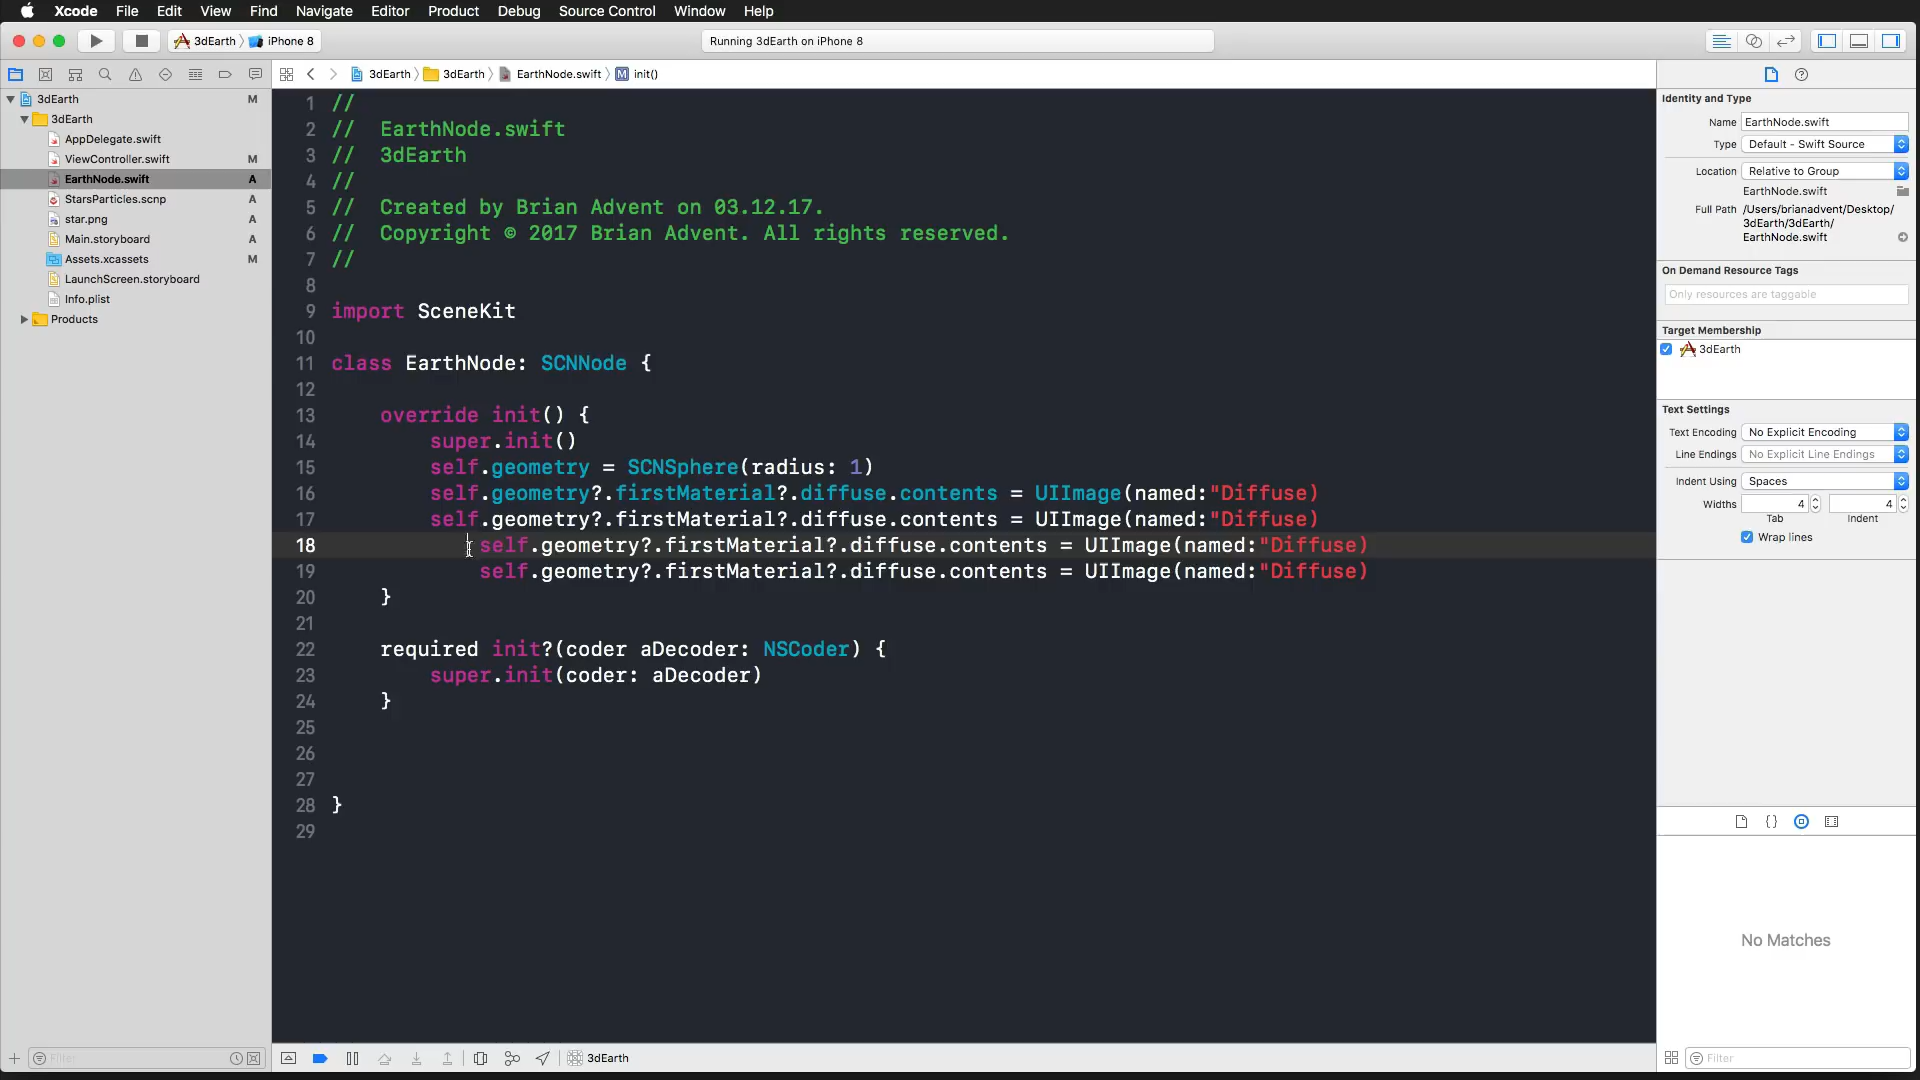 Xcode File Edit View Find Navigate Editor Product Debug Source Control Window Help
3dEarth iPhone 8 Running 3dEarth on iPhone 8
3dEarth 3dEarth EarthNode.swift M init()
3dEarth M
3dEarth
AppDelegate.swift
ViewController.swift M
EarthNode.swift A
StarsParticles.scnp A
star.png A
Main.storyboard A
Assets.xcassets M
LaunchScreen.storyboard
Info.plist
Products
Filter
1 //
2 //  EarthNode.swift
3 //  3dEarth
4 //
5 //  Created by Brian Advent on 03.12.17.
6 //  Copyright © 2017 Brian Advent. All rights reserved.
7 //
8
9 import SceneKit
10
11 class EarthNode: SCNNode {
12
13     override init() {
14         super.init()
15         self.geometry = SCNSphere(radius: 1)
16         self.geometry?.firstMaterial?.diffuse.contents = UIImage(named:"Diffuse)
17         self.geometry?.firstMaterial?.diffuse.contents = UIImage(named:"Diffuse)
18             self.geometry?.firstMaterial?.diffuse.contents = UIImage(named:"Diffuse)
19             self.geometry?.firstMaterial?.diffuse.contents = UIImage(named:"Diffuse)
20     }
21
22     required init?(coder aDecoder: NSCoder) {
23         super.init(coder: aDecoder)
24     }
25
26
27
28 }
29
3dEarth
Identity and Type
Name EarthNode.swift
Type Default - Swift Source
Location Relative to Group
EarthNode.swift
Full Path /Users/brianadvent/Desktop/
3dEarth/3dEarth/
EarthNode.swift
On Demand Resource Tags
Only resources are taggable
Target Membership
3dEarth
Text Settings
Text Encoding No Explicit Encoding
Line Endings No Explicit Line Endings
Indent Using Spaces
Widths 4 4
Tab Indent
Wrap lines
No Matches
Filter